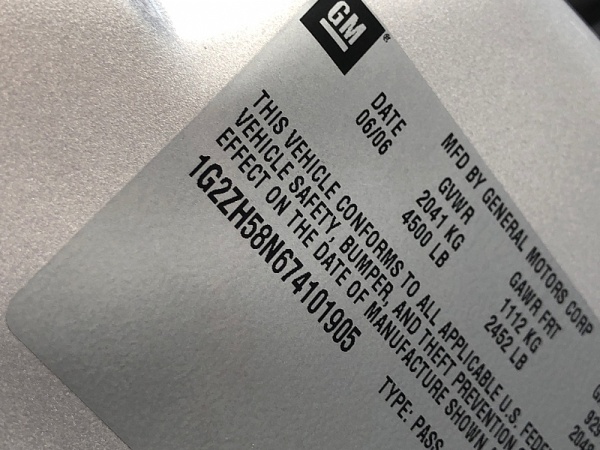 GM
MFD BY GENERAL MOTORS CORP
DATE GVWR GAWR FRT
06/06 2041 KG 1112 KG
4500 LB 2452 LB
THIS VEHICLE CONFORMS TO ALL APPLICABLE U.S.
VEHICLE SAFETY, BUMPER, AND THEFT PREVENTION
EFFECT ON THE DATE OF MANUFACTURE SHOWN
1G2ZH58N674101905
TYPE: PASS